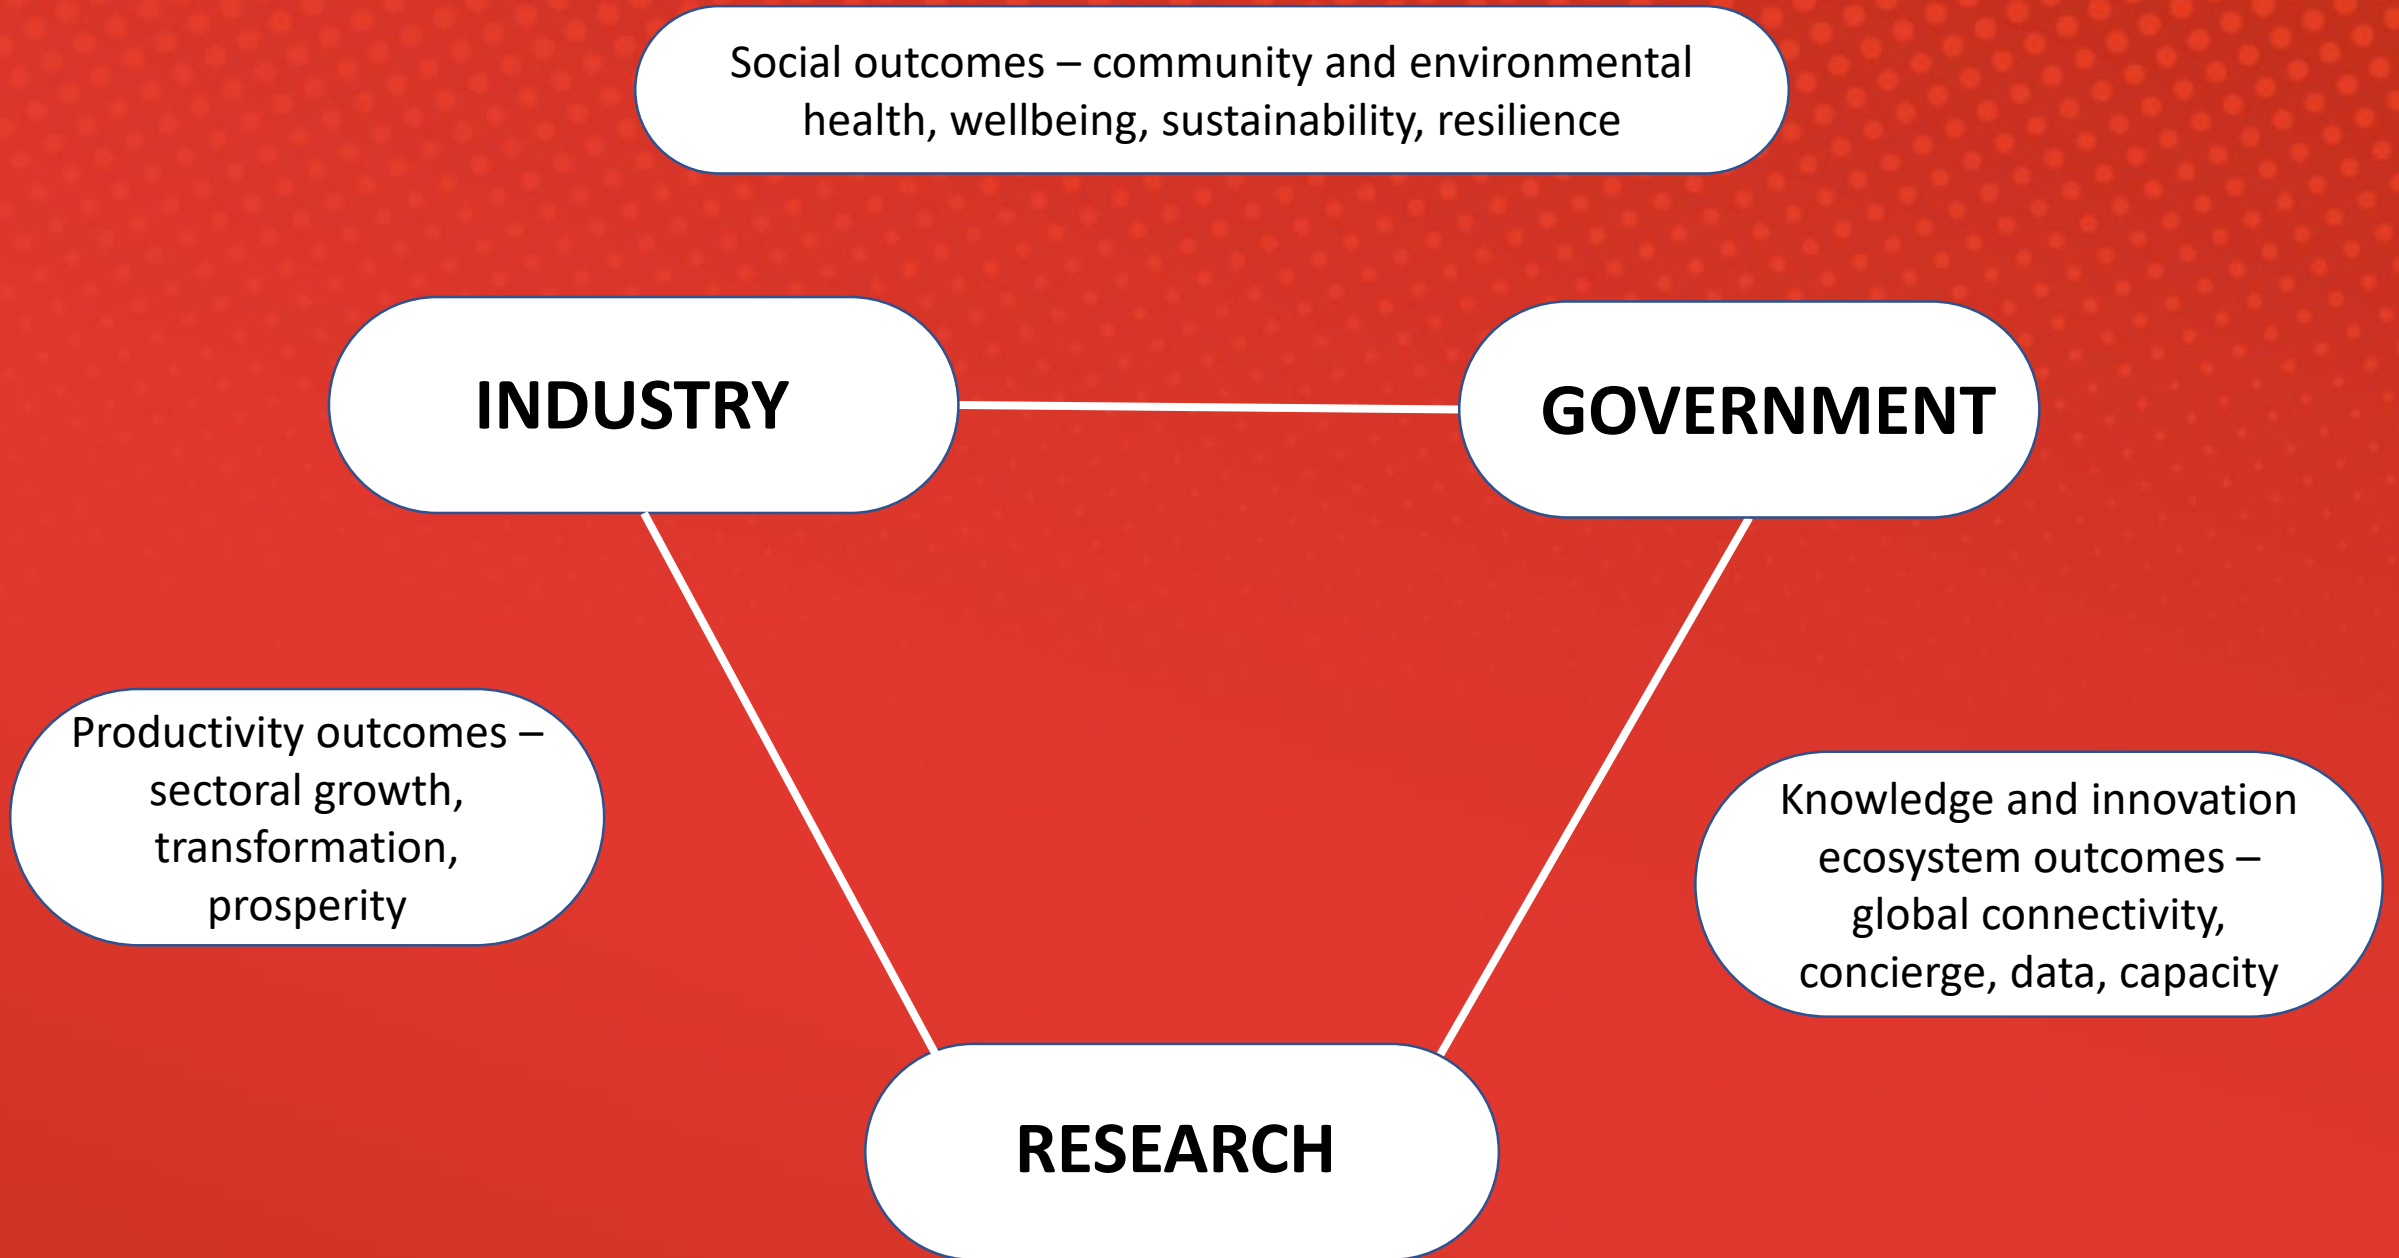 Social outcomes – community and environmental
health, wellbeing, sustainability, resilience
INDUSTRY
GOVERNMENT
Productivity outcomes –
sectoral growth,
transformation,
prosperity
Knowledge and innovation
ecosystem outcomes –
global connectivity,
concierge, data, capacity
RESEARCH